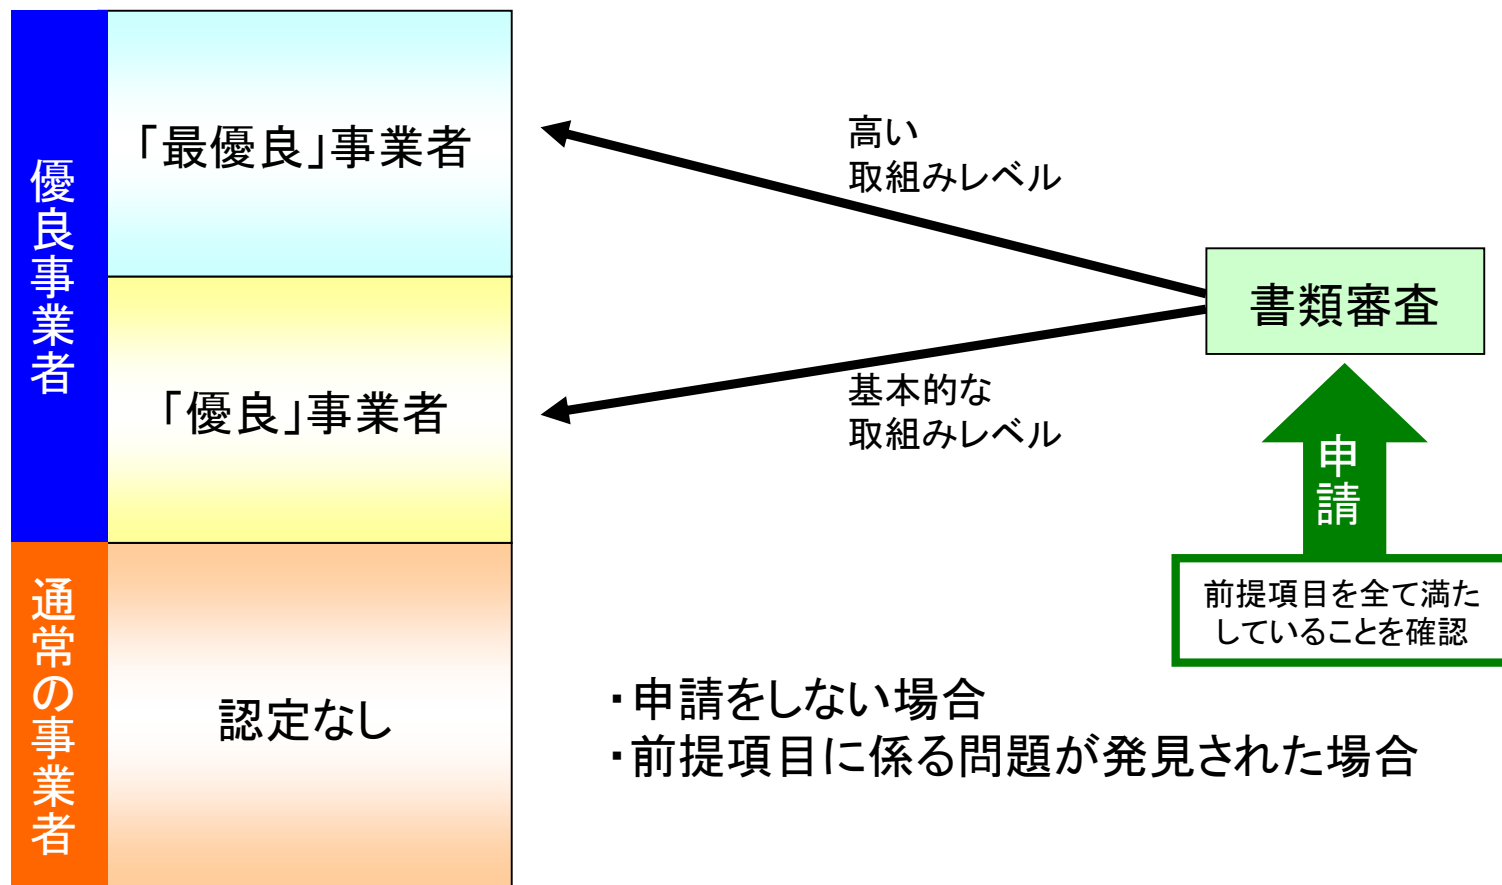 優良事業者
「最優良」事業者
「優良」事業者
通常の事業者
認定なし
高い
取組みレベル
基本的な
取組みレベル
書類審査
申請
前提項目を全て満た
していることを確認
・申請をしない場合
・前提項目に係る問題が発見された場合